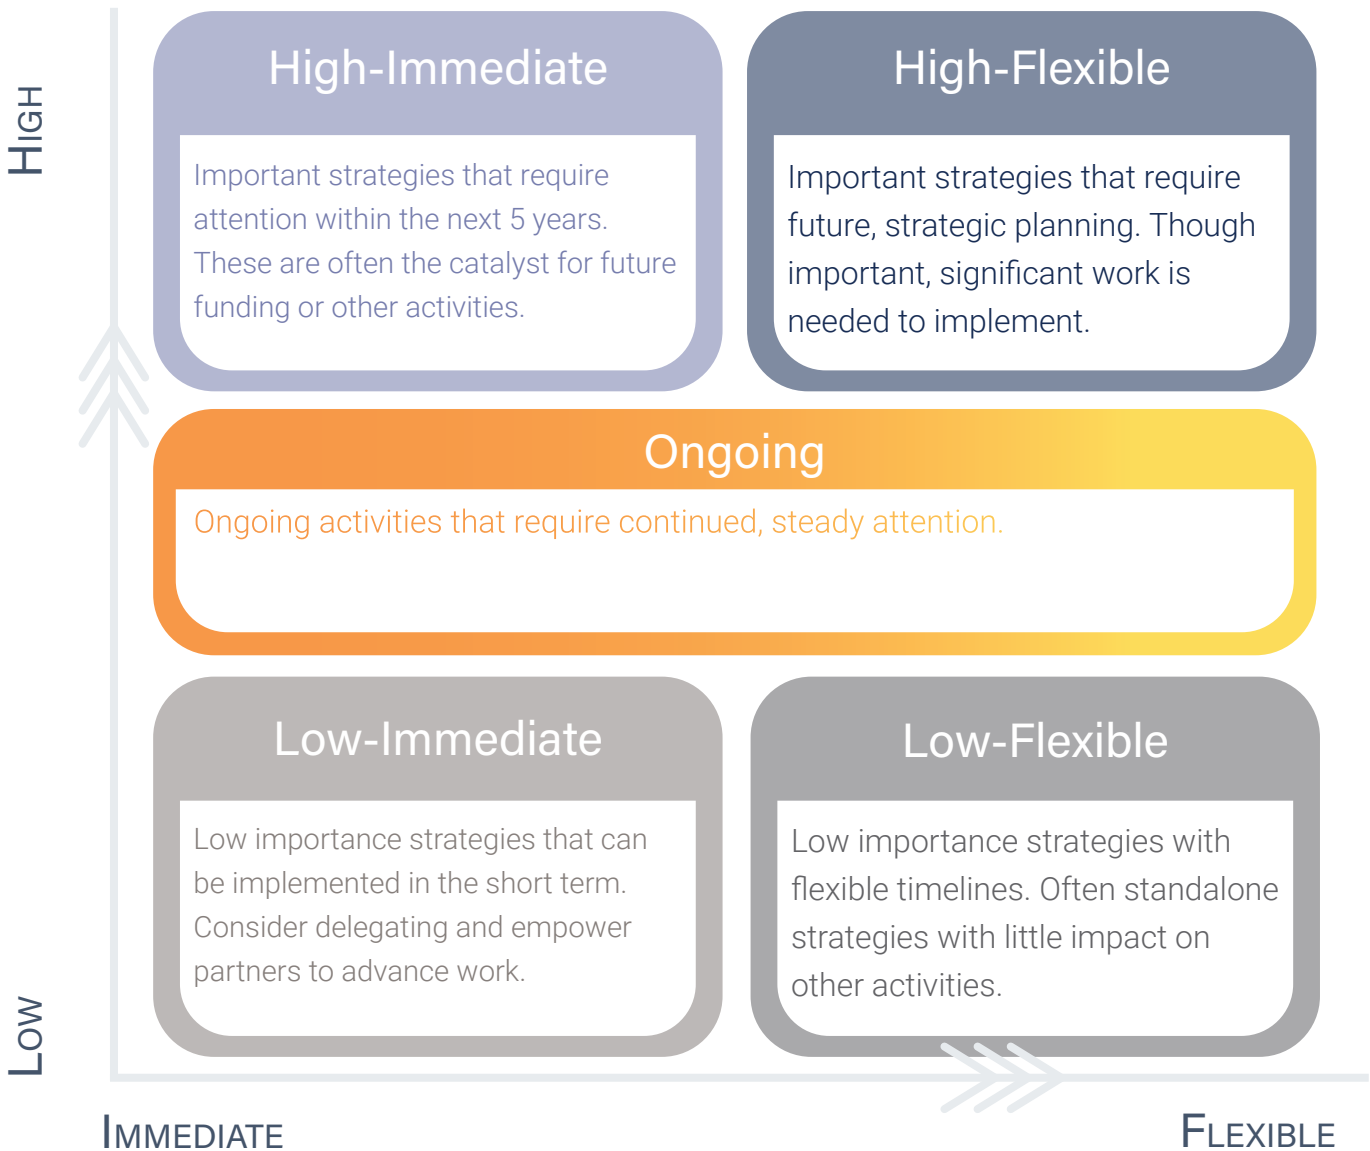 HIGH
High-Immediate
Important strategies that require
attention within the next 5 years.
These are often the catalyst for future
funding or other activities.
High-Flexible
Important strategies that require
future, strategic planning. Though
important, significant work is
needed to implement.
Ongoing
Ongoing activities that require continued, steady attention.
Low-Immediate
Low importance strategies that can
be implemented in the short term.
Consider delegating and empower
partners to advance work.
Low-Flexible
Low importance strategies with
flexible timelines. Often standalone
strategies with little impact on
other activities.
LOW
IMMEDIATE
FLEXIBLE